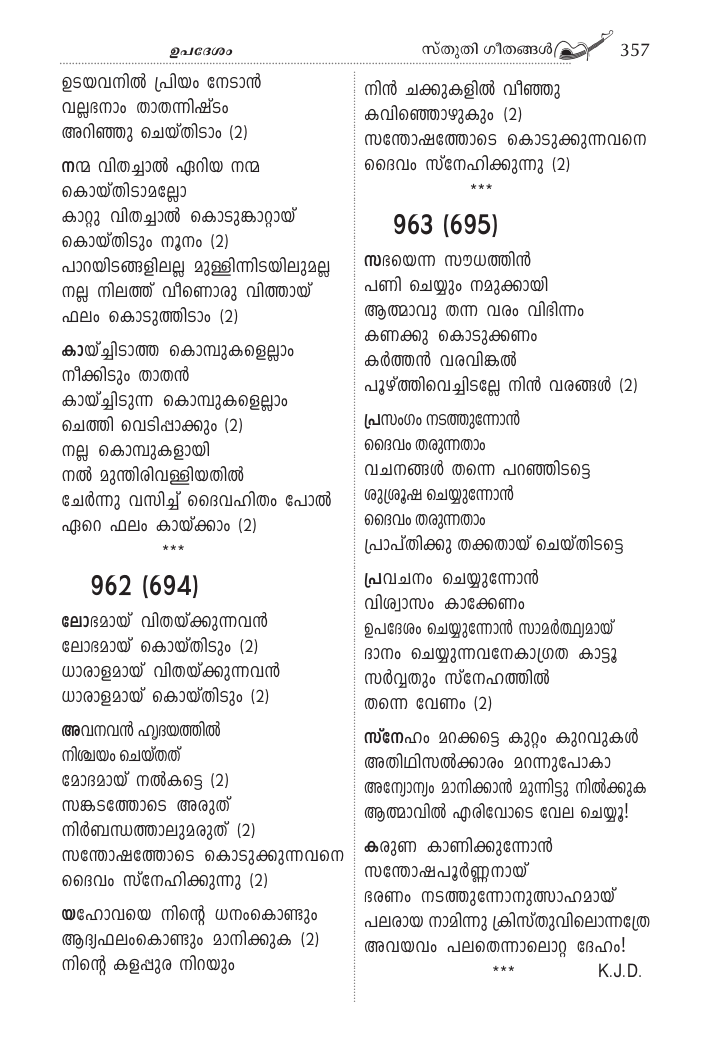 ഉപദേശം
സ്തുതി ഗീതങ്ങൾ 357
ഉടയവനിൽ പ്രിയം നേടാൻ
വല്ലഭനാം താതന്നിഷ്ടം
അറിഞ്ഞു ചെയ്തിടാം (2)
നന്മ വിതച്ചാൽ ഏറിയ നന്മ
കൊയ്തിടാമല്ലോ
കാറ്റു വിതച്ചാൽ കൊടുങ്കാറ്റായ്
കൊയ്തിടും നൂനം (2)
പാറയിടങ്ങളിലല്ല മുള്ളിന്നിടയിലുമല്ല
നല്ല നിലത്ത് വീണൊരു വിത്തായ്
ഫലം കൊടുത്തിടാം (2)
കായ്ച്ചിടാത്ത കൊമ്പുകളെല്ലാം
നീക്കിടും താതൻ
കായ്ച്ചിടുന്ന കൊമ്പുകളെല്ലാം
ചെത്തി വെടിപ്പാക്കും (2)
നല്ല കൊമ്പുകളായി
നൽ മുന്തിരിവള്ളിയതിൽ
ചേർന്നു വസിച്ച് ദൈവഹിതം പോൽ
ഏറെ ഫലം കായ്ക്കാം (2)
***
962 (694)
ലോഭമായ് വിതയ്ക്കുന്നവൻ
ലോഭമായ് കൊയ്തിടും (2)
ധാരാളമായ് വിതയ്ക്കുന്നവൻ
ധാരാളമായ് കൊയ്തിടും (2)
അവനവൻ ഹൃദയത്തിൽ
നിശ്ചയം ചെയ്തത്
മോദമായ് നൽകട്ടെ (2)
സങ്കടത്തോടെ അരുത്
നിർബന്ധത്താലുമരുത് (2)
സന്തോഷത്തോടെ കൊടുക്കുന്നവനെ
ദൈവം സ്നേഹിക്കുന്നു (2)
യഹോവയെ നിന്റെ ധനംകൊണ്ടും
ആദ്യഫലംകൊണ്ടും മാനിക്കുക (2)
നിന്റെ കളപ്പുര നിറയും
നിൻ ചക്കുകളിൽ വീഞ്ഞു
കവിഞ്ഞൊഴുകും (2)
സന്തോഷത്തോടെ കൊടുക്കുന്നവനെ
ദൈവം സ്നേഹിക്കുന്നു (2)
***
963 (695)
സഭയെന്ന സൗധത്തിൻ
പണി ചെയ്യും നമുക്കായി
ആത്മാവു തന്ന വരം വിഭിന്നം
കണക്കു കൊടുക്കണം
കർത്തൻ വരവിങ്കൽ
പൂഴ്ത്തിവെച്ചിടല്ലേ നിൻ വരങ്ങൾ (2)
പ്രസംഗം നടത്തുന്നോൻ
ദൈവം തരുന്നതാം
വചനങ്ങൾ തന്നെ പറഞ്ഞിടട്ടെ
ശുശ്രൂഷ ചെയ്യുന്നോൻ
ദൈവം തരുന്നതാം
പ്രാപ്തിക്കു തക്കതായ് ചെയ്തിടട്ടെ
പ്രവചനം ചെയ്യുന്നോൻ
വിശ്വാസം കാക്കേണം
ഉപദേശം ചെയ്യുന്നോൻ സാമർത്ഥ്യമായ്
ദാനം ചെയ്യുന്നവനേകാഗ്രത കാട്ടൂ
സർവ്വതും സ്നേഹത്തിൽ
തന്നെ വേണം (2)
സ്നേഹം മറക്കട്ടെ കുറ്റം കുറവുകൾ
അതിഥിസൽക്കാരം മറന്നുപോകാ
അന്യോന്യം മാനിക്കാൻ മുന്നിട്ടു നിൽക്കുക
ആത്മാവിൽ എരിവോടെ വേല ചെയ്യൂ!
കരുണ കാണിക്കുന്നോൻ
സന്തോഷപൂർണ്ണനായ്
ഭരണം നടത്തുന്നോനുത്സാഹമായ്
പലരായ നാമിന്നു ക്രിസ്തുവിലൊന്നത്രേ
അവയവം പലതെന്നാലൊറ്റ ദേഹം!
*** K.J.D.